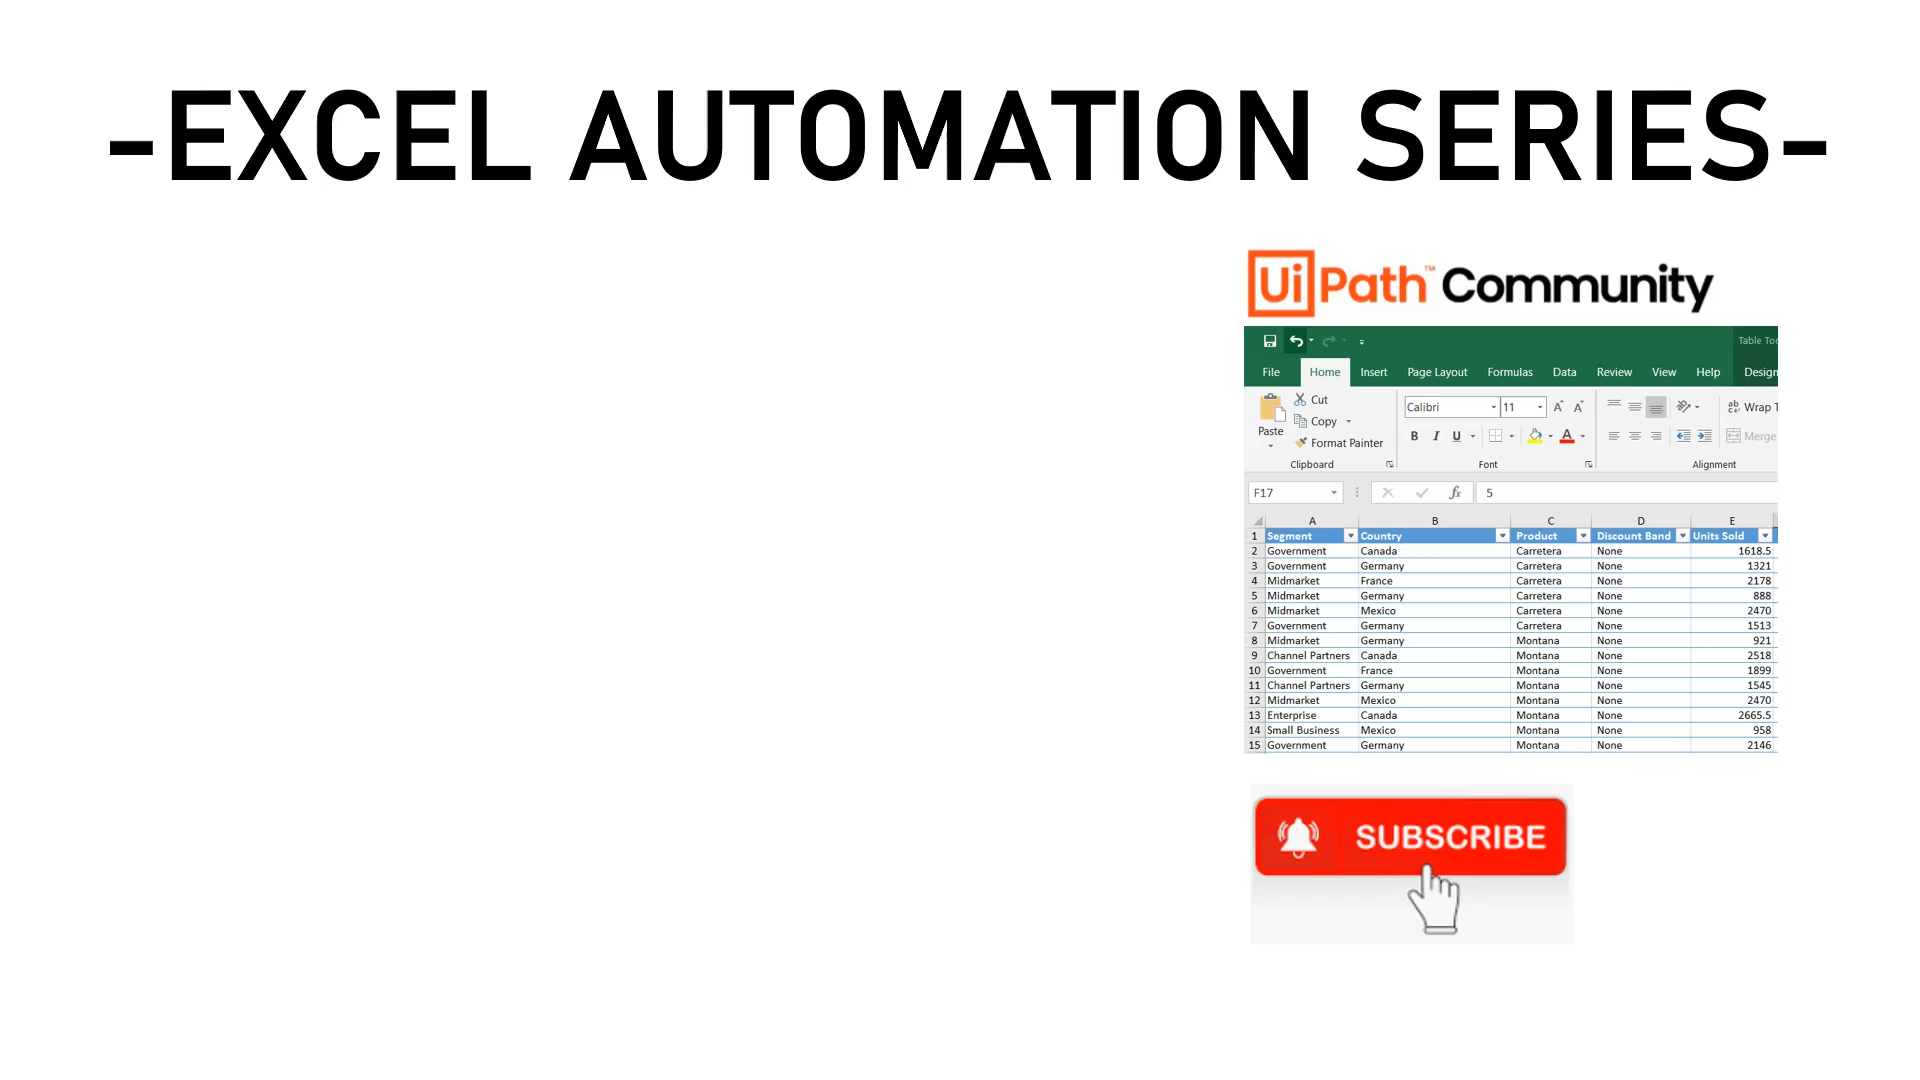 -EXCEL AUTOMATION SERIES-
UiPath™ Community
Table Too
File Home Insert Page Layout Formulas Data Review View Help Design
Cut
Calibri 11 Wrap T
Copy
Paste
B I U A Merge
Format Painter
Clipboard Font Alignment
F17 fx 5
A B C D E
1 Segment Country Product Discount Band Units Sold
2 Government Canada Carretera None 1618.5
3 Government Germany Carretera None 1321
4 Midmarket France Carretera None 2178
5 Midmarket Germany Carretera None 888
6 Midmarket Mexico Carretera None 2470
7 Government Germany Carretera None 1513
8 Midmarket Germany Montana None 921
9 Channel Partners Canada Montana None 2518
10 Government France Montana None 1899
11 Channel Partners Germany Montana None 1545
12 Midmarket Mexico Montana None 2470
13 Enterprise Canada Montana None 2665.5
14 Small Business Mexico Montana None 958
15 Government Germany Montana None 2146
SUBSCRIBE